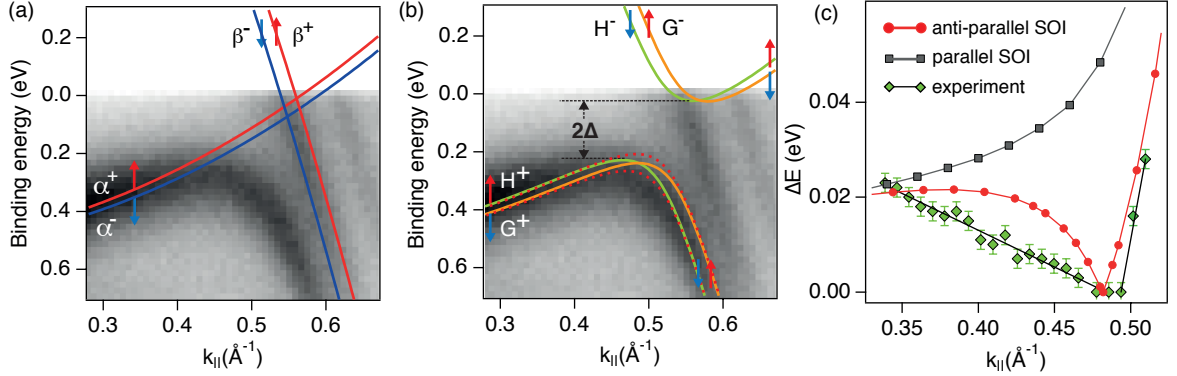 (a)
β⁻ β⁺
0.2
0.0
0.2
0.4
0.6
Binding energy (eV)
α⁺
α⁻
0.3 0.4 0.5 0.6
k||(Å⁻¹)
(b)
H⁻ G⁻
0.2
0.0
0.2
0.4
0.6
Binding energy (eV)
2Δ
H⁺
G⁺
0.3 0.4 0.5 0.6
k||(Å⁻¹)
(c)
anti-parallel SOI
parallel SOI
experiment
0.04
0.02
0.00
ΔE (eV)
0.35 0.40 0.45 0.50
k||(Å⁻¹)